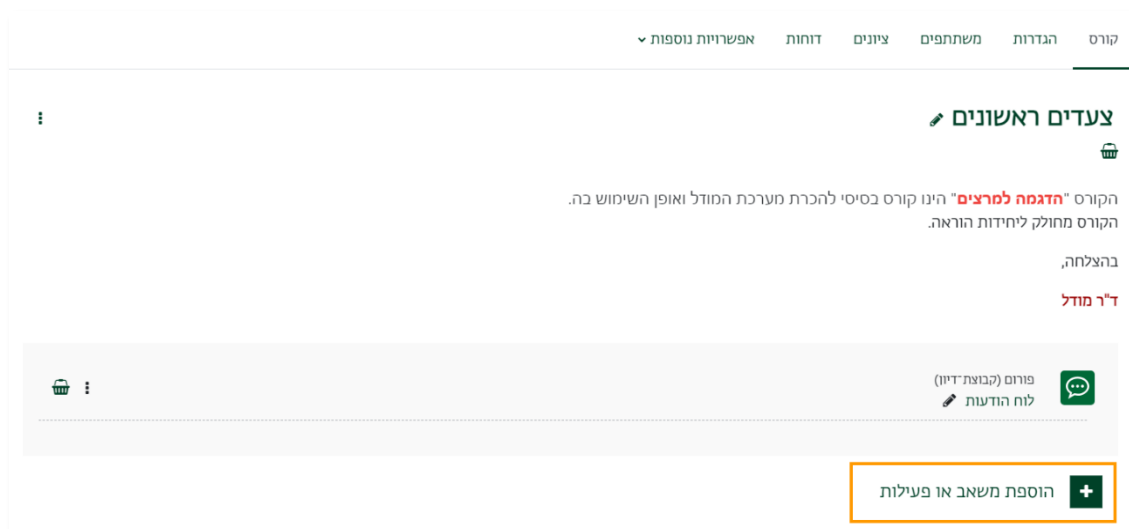 קורס הגדרות משתתפים ציונים דוחות אפשרויות נוספות
צעדים ראשונים
הקורס "הדגמה למרצים" הינו קורס בסיסי להכרת מערכת המודל ואופן השימוש בה.
הקורס מחולק ליחידות הוראה.
בהצלחה,
ד"ר מודל
פורום (קבוצת־דיון)
לוח הודעות
הוספת משאב או פעילות